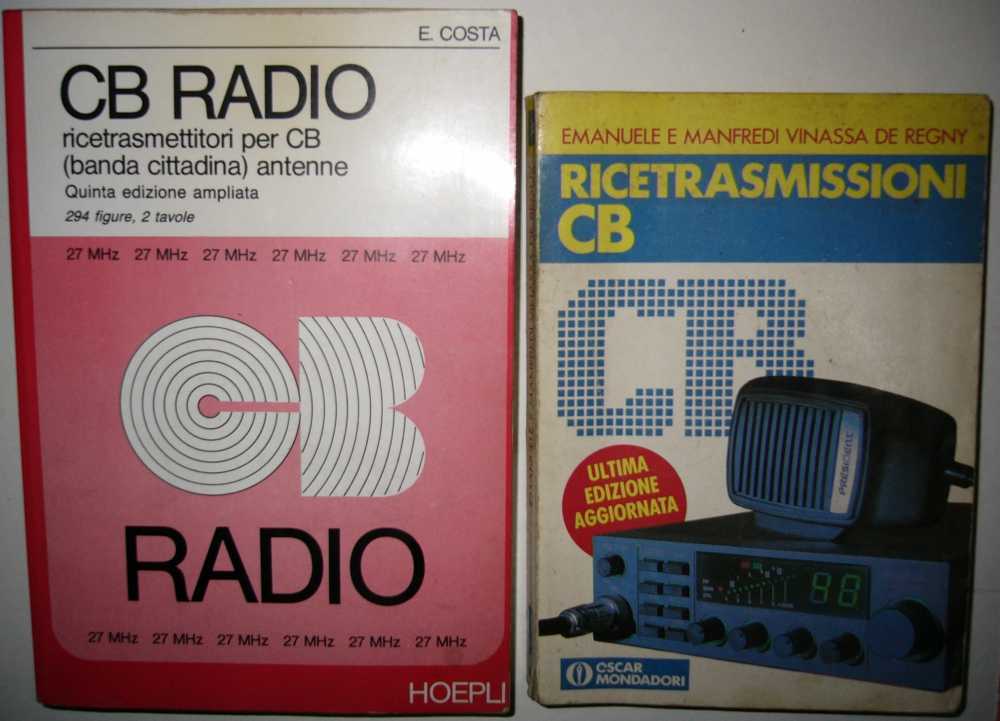 E. COSTA
CB RADIO
ricetrasmettitori per CB
(banda cittadina) antenne
Quinta edizione ampliata
294 figure, 2 tavole
27 MHz 27 MHz 27 MHz 27 MHz 27 MHz 27 MHz
CB
RADIO
27 MHz 27 MHz 27 MHz 27 MHz 27 MHz 27 MHz
HOEPLI
EMANUELE E MANFREDI VINASSA DE REGNY
RICETRASMISSIONI
CB
CB
PRESIDENT
ULTIMA
EDIZIONE
AGGIORNATA
88
OSCAR
MONDADORI